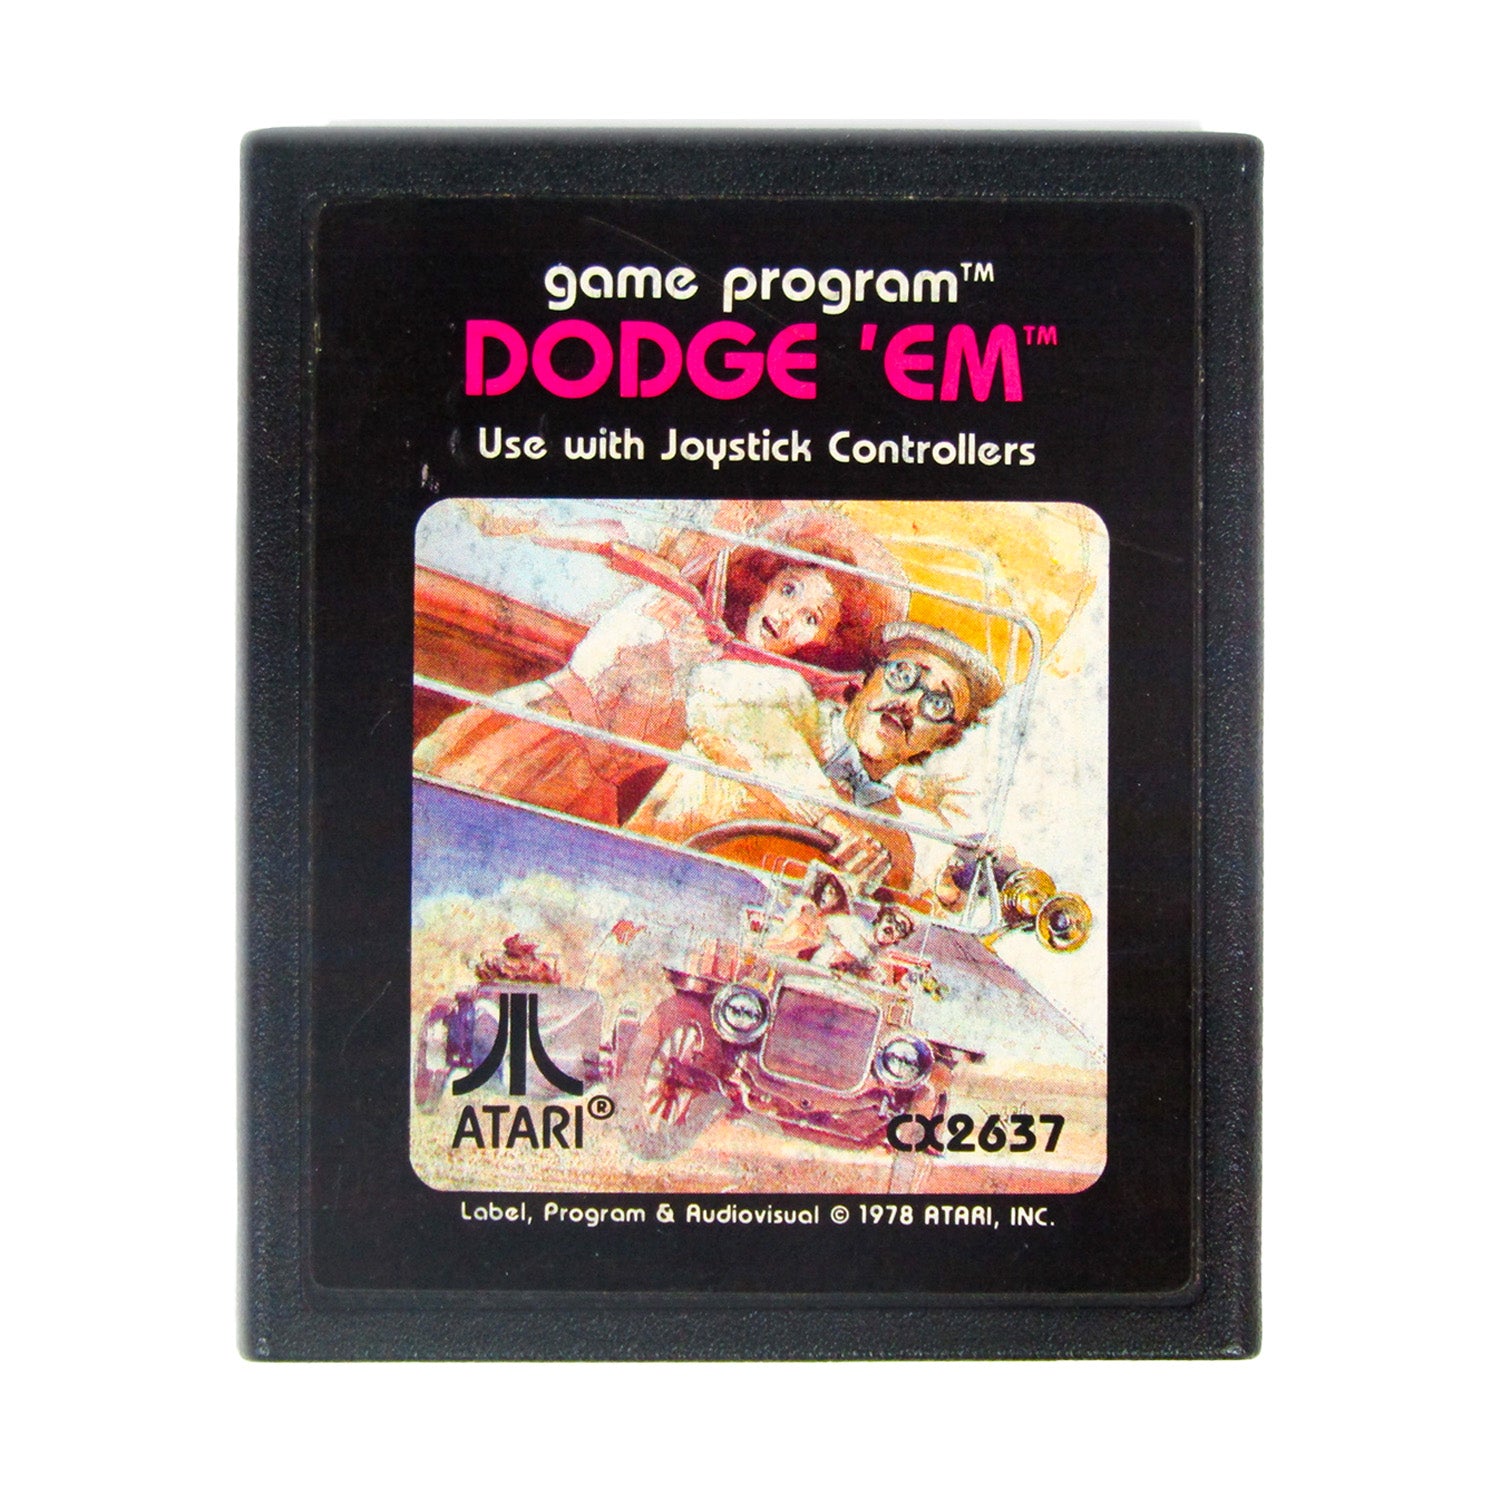 game program™
DODGE 'EM™
Use with Joystick Controllers
ATARI®
CX2637
Label, Program & Audiovisual © 1978 ATARI, INC.